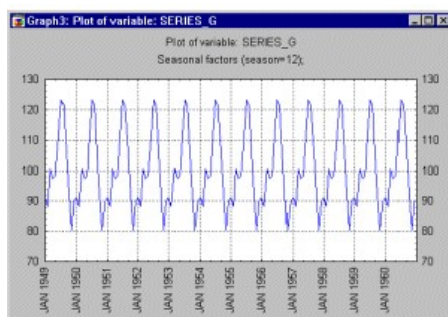 Graph3: Plot of variable: SERIES_G
Plot of variable: SERIES_G
Seasonal factors (season=12);
130 130
120 120
110 110
100 100
90 90
80 80
70 70
JAN 1949
JAN 1950
JAN 1951
JAN 1952
JAN 1953
JAN 1954
JAN 1955
JAN 1956
JAN 1957
JAN 1958
JAN 1959
JAN 1960